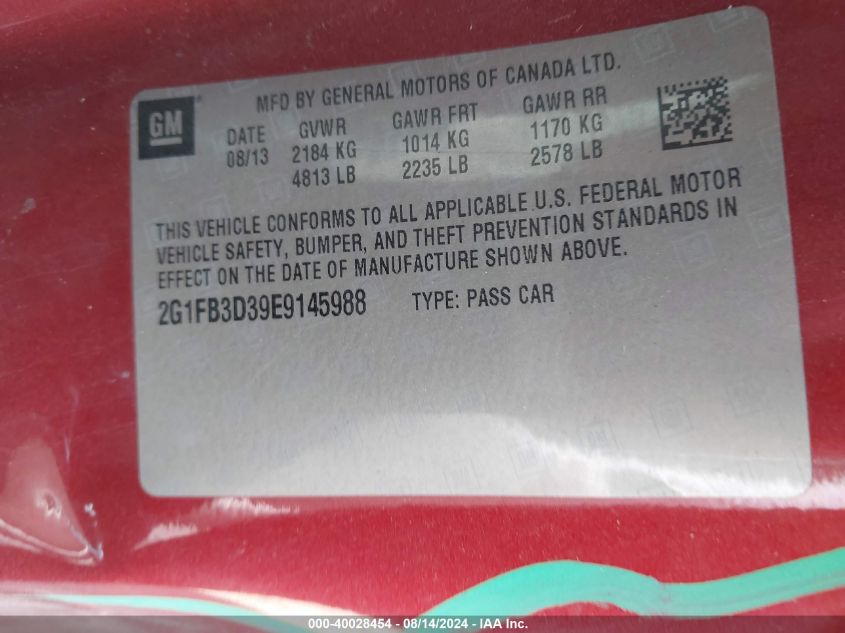 MFD BY GENERAL MOTORS OF CANADA LTD.
GM
DATE GVWR GAWR FRT GAWR RR
08/13 2184 KG 1014 KG 1170 KG
4813 LB 2235 LB 2578 LB
THIS VEHICLE CONFORMS TO ALL APPLICABLE U.S. FEDERAL MOTOR
VEHICLE SAFETY, BUMPER, AND THEFT PREVENTION STANDARDS IN
EFFECT ON THE DATE OF MANUFACTURE SHOWN ABOVE.
2G1FB3D39E9145988 TYPE: PASS CAR
000-40028454 - 08/14/2024 - IAA Inc.